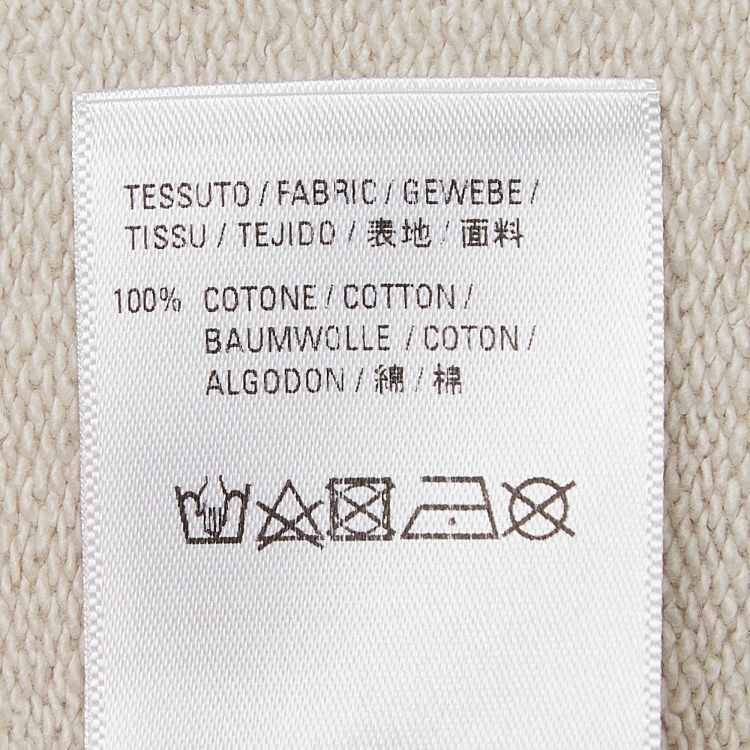 TESSUTO / FABRIC / GEWEBE /
TISSU / TEJIDO / 表地 / 面料
100% COTONE / COTTON /
BAUMWOLLE / COTON /
ALGODON / 綿 / 棉